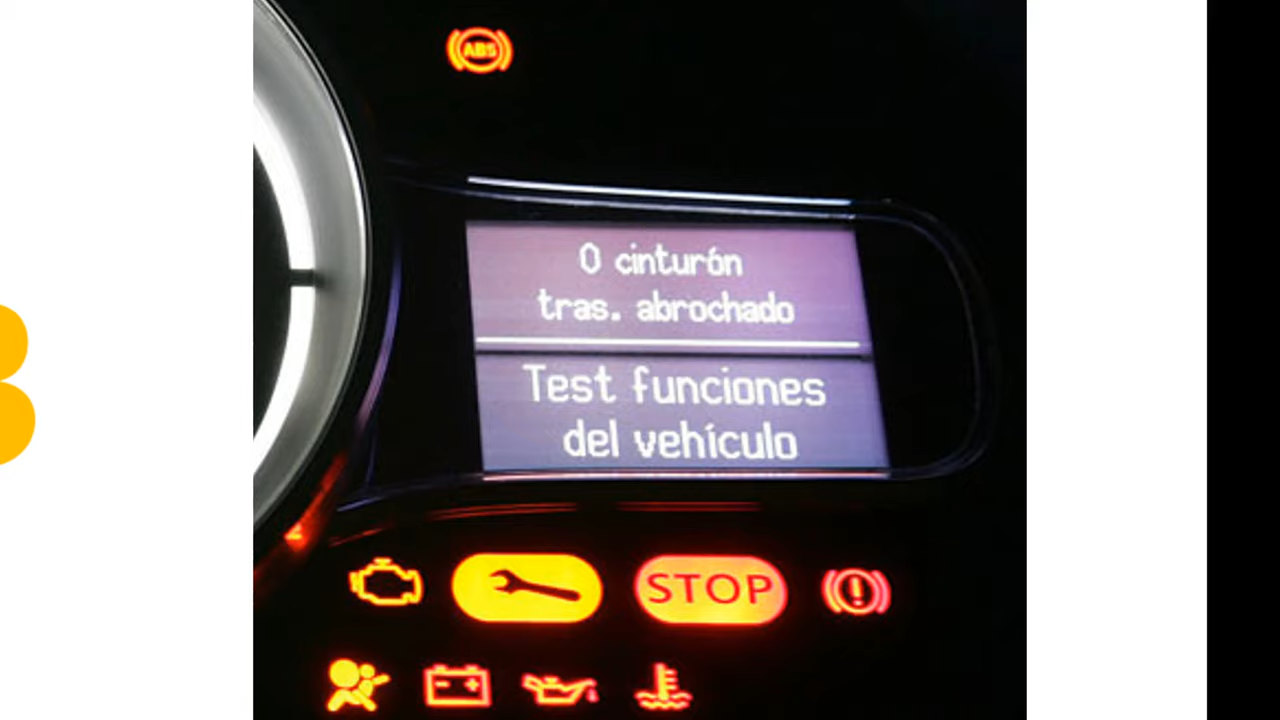 ABS
0 cinturón
tras. abrochado
Test funciones
del vehículo
STOP